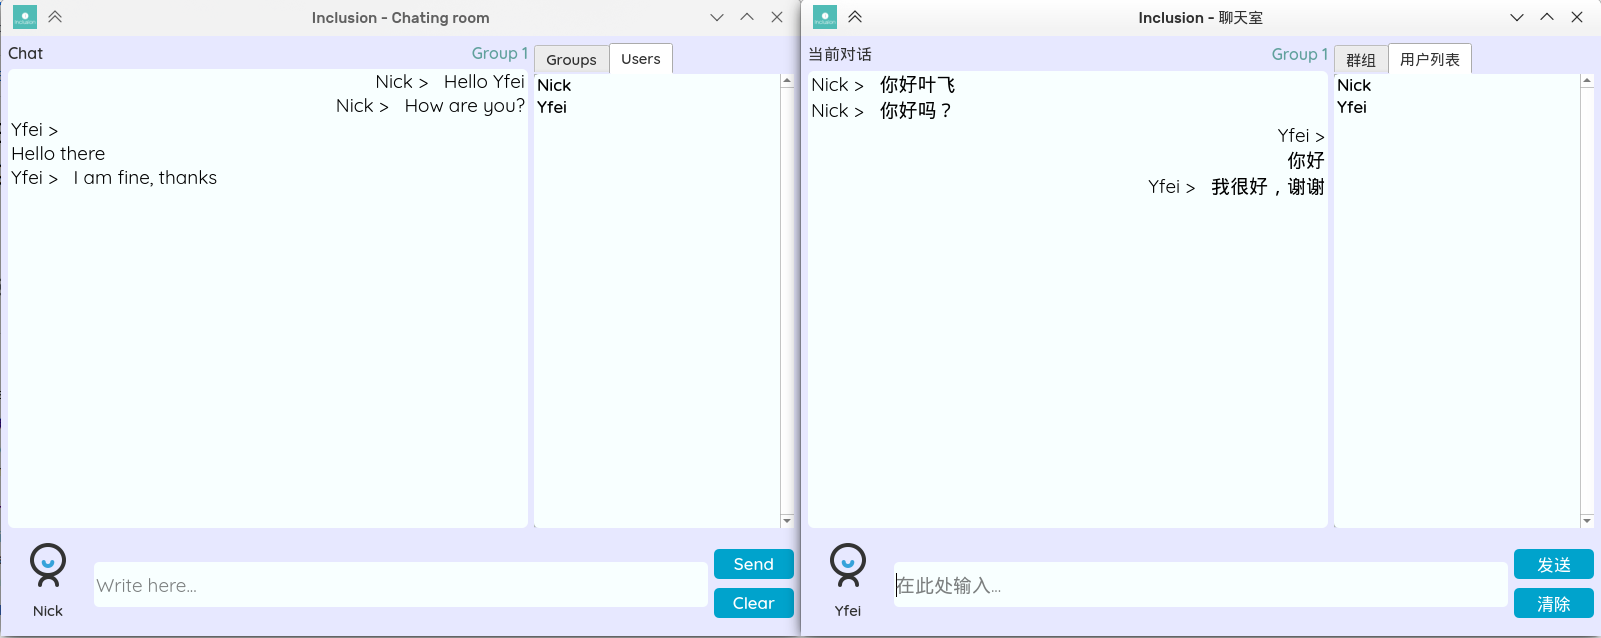 Inclusion - Chating room
Chat
Group 1
Groups
Users
Nick > Hello Yfei
Nick > How are you?
Yfei >
Hello there
Yfei > I am fine, thanks
Nick
Yfei
Nick
Write here...
Send
Clear
Inclusion - 聊天室
当前对话
Group 1
群组
用户列表
Nick > 你好叶飞
Nick > 你好吗？
Yfei >
你好
Yfei > 我很好，谢谢
Nick
Yfei
Yfei
在此处输入...
发送
清除